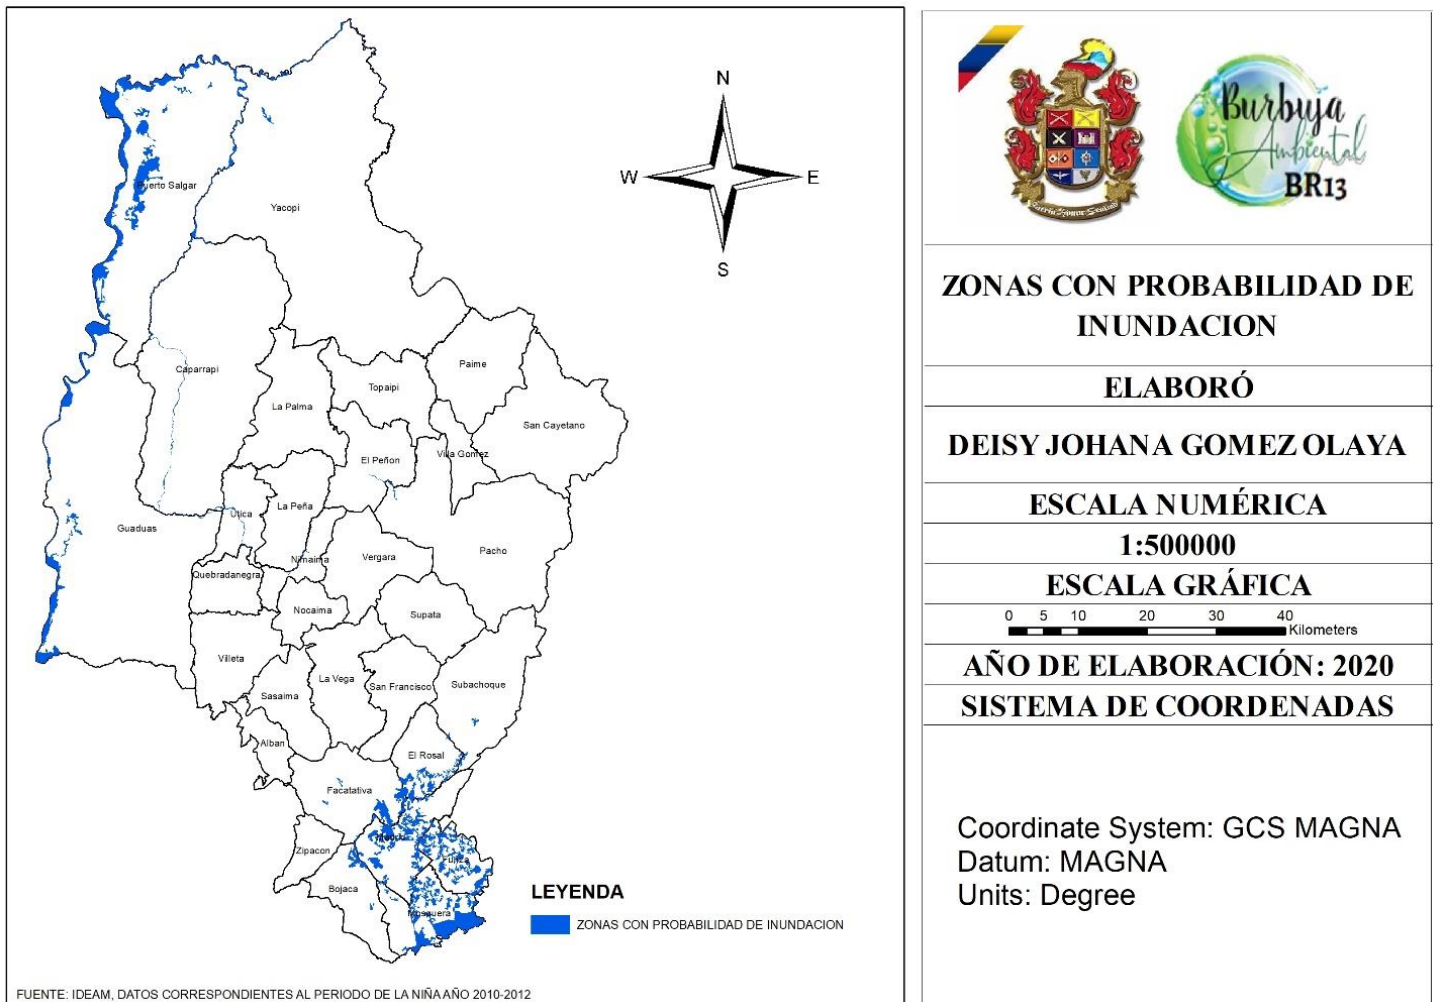 N
W
E
S
Puerto Salgar
Yacopi
Caparrapi
Paime
Topaipi
La Palma
San Cayetano
Villa Gomez
El Peñon
La Peña
Utica
Guaduas
Pacho
Nimaima
Vergara
Quebradanegra
Nocaima
Supata
Villeta
La Vega
San Francisco
Subachoque
Sasaima
Alban
El Rosal
Facatativa
Zipacon
Funza
Bojaca
Mosquera
LEYENDA
ZONAS CON PROBABILIDAD DE INUNDACION
FUENTE: IDEAM, DATOS CORRESPONDIENTES AL PERIODO DE LA NIÑA AÑO 2010-2012
Patria Honor Lealtad
Burbuja
Ambiental
BR13
ZONAS CON PROBABILIDAD DE
INUNDACION
ELABORÓ
DEISY JOHANA GOMEZ OLAYA
ESCALA NUMÉRICA
1:500000
ESCALA GRÁFICA
0 5 10 20 30 40
Kilometers
AÑO DE ELABORACIÓN: 2020
SISTEMA DE COORDENADAS
Coordinate System: GCS MAGNA
Datum: MAGNA
Units: Degree